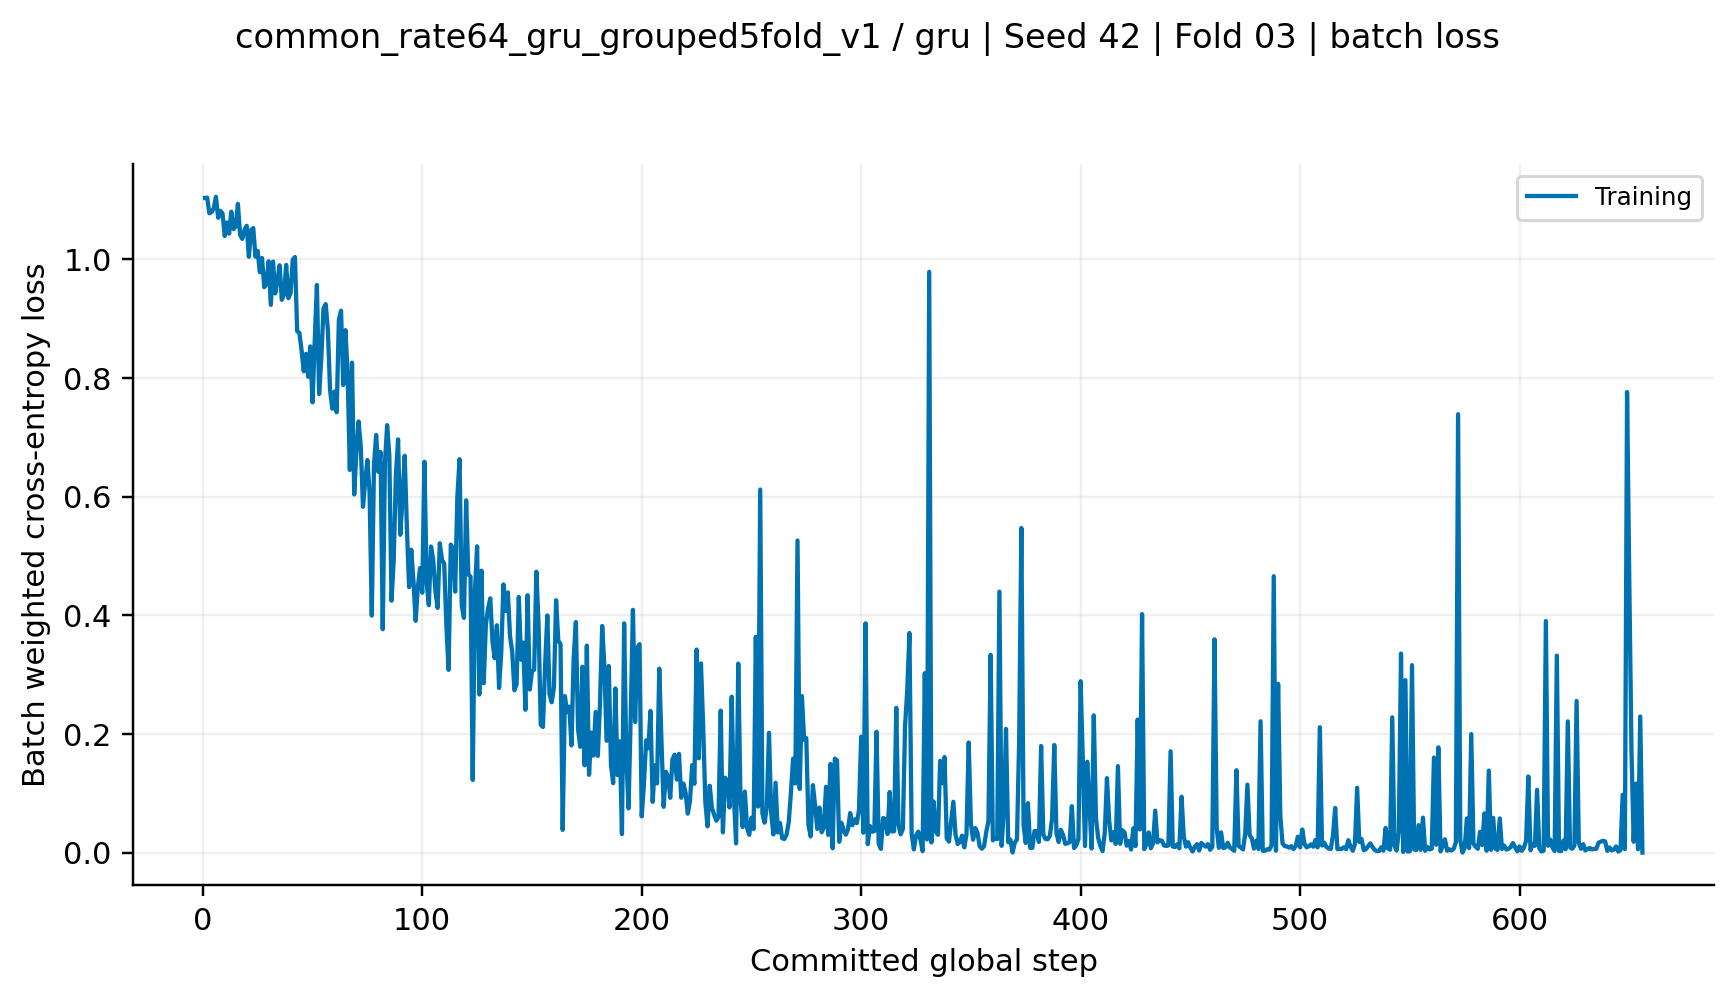 common_rate64_gru_grouped5fold_v1 / gru | Seed 42 | Fold 03 | batch loss
Training
Batch weighted cross-entropy loss
1.0
0.8
0.6
0.4
0.2
0.0
0 100 200 300 400 500 600
Committed global step